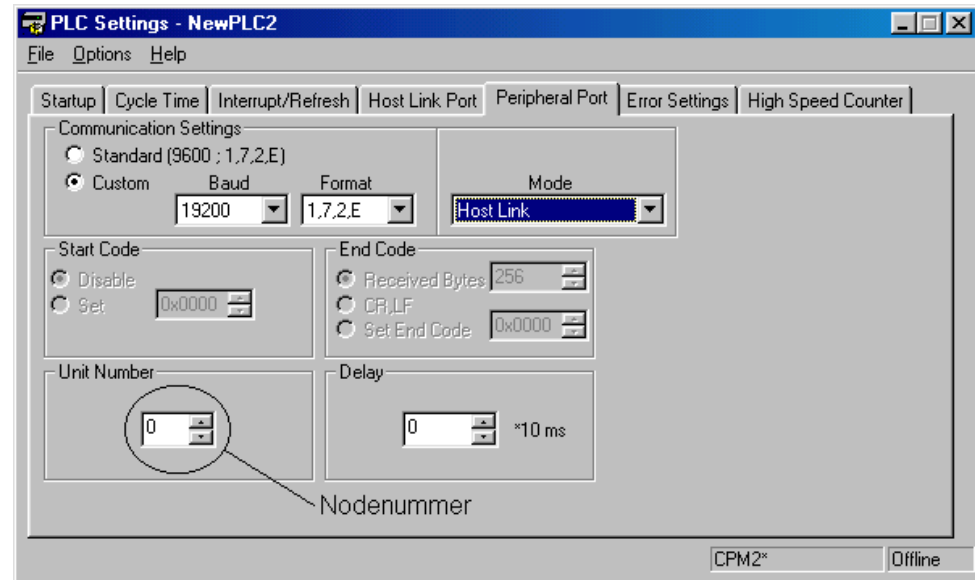 PLC Settings - NewPLC2
File Options Help
Startup Cycle Time Interrupt/Refresh Host Link Port Peripheral Port Error Settings High Speed Counter
Communication Settings
Standard (9600 ; 1,7,2,E)
Custom Baud Format Mode
19200 1,7,2,E Host Link
Start Code End Code
Disable Received Bytes 256
Set 0x0000 CR,LF
Set End Code 0x0000
Unit Number Delay
0 0 *10 ms
Nodenummer
CPM2* Offline